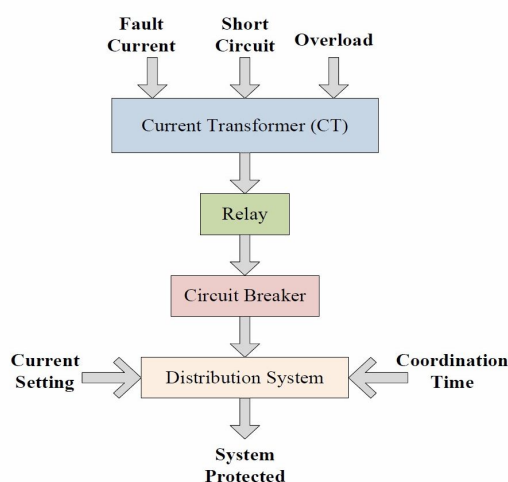 Fault
Current
Short
Circuit
Overload
Current Transformer (CT)
Relay
Circuit Breaker
Current
Setting
Distribution System
Coordination
Time
System
Protected